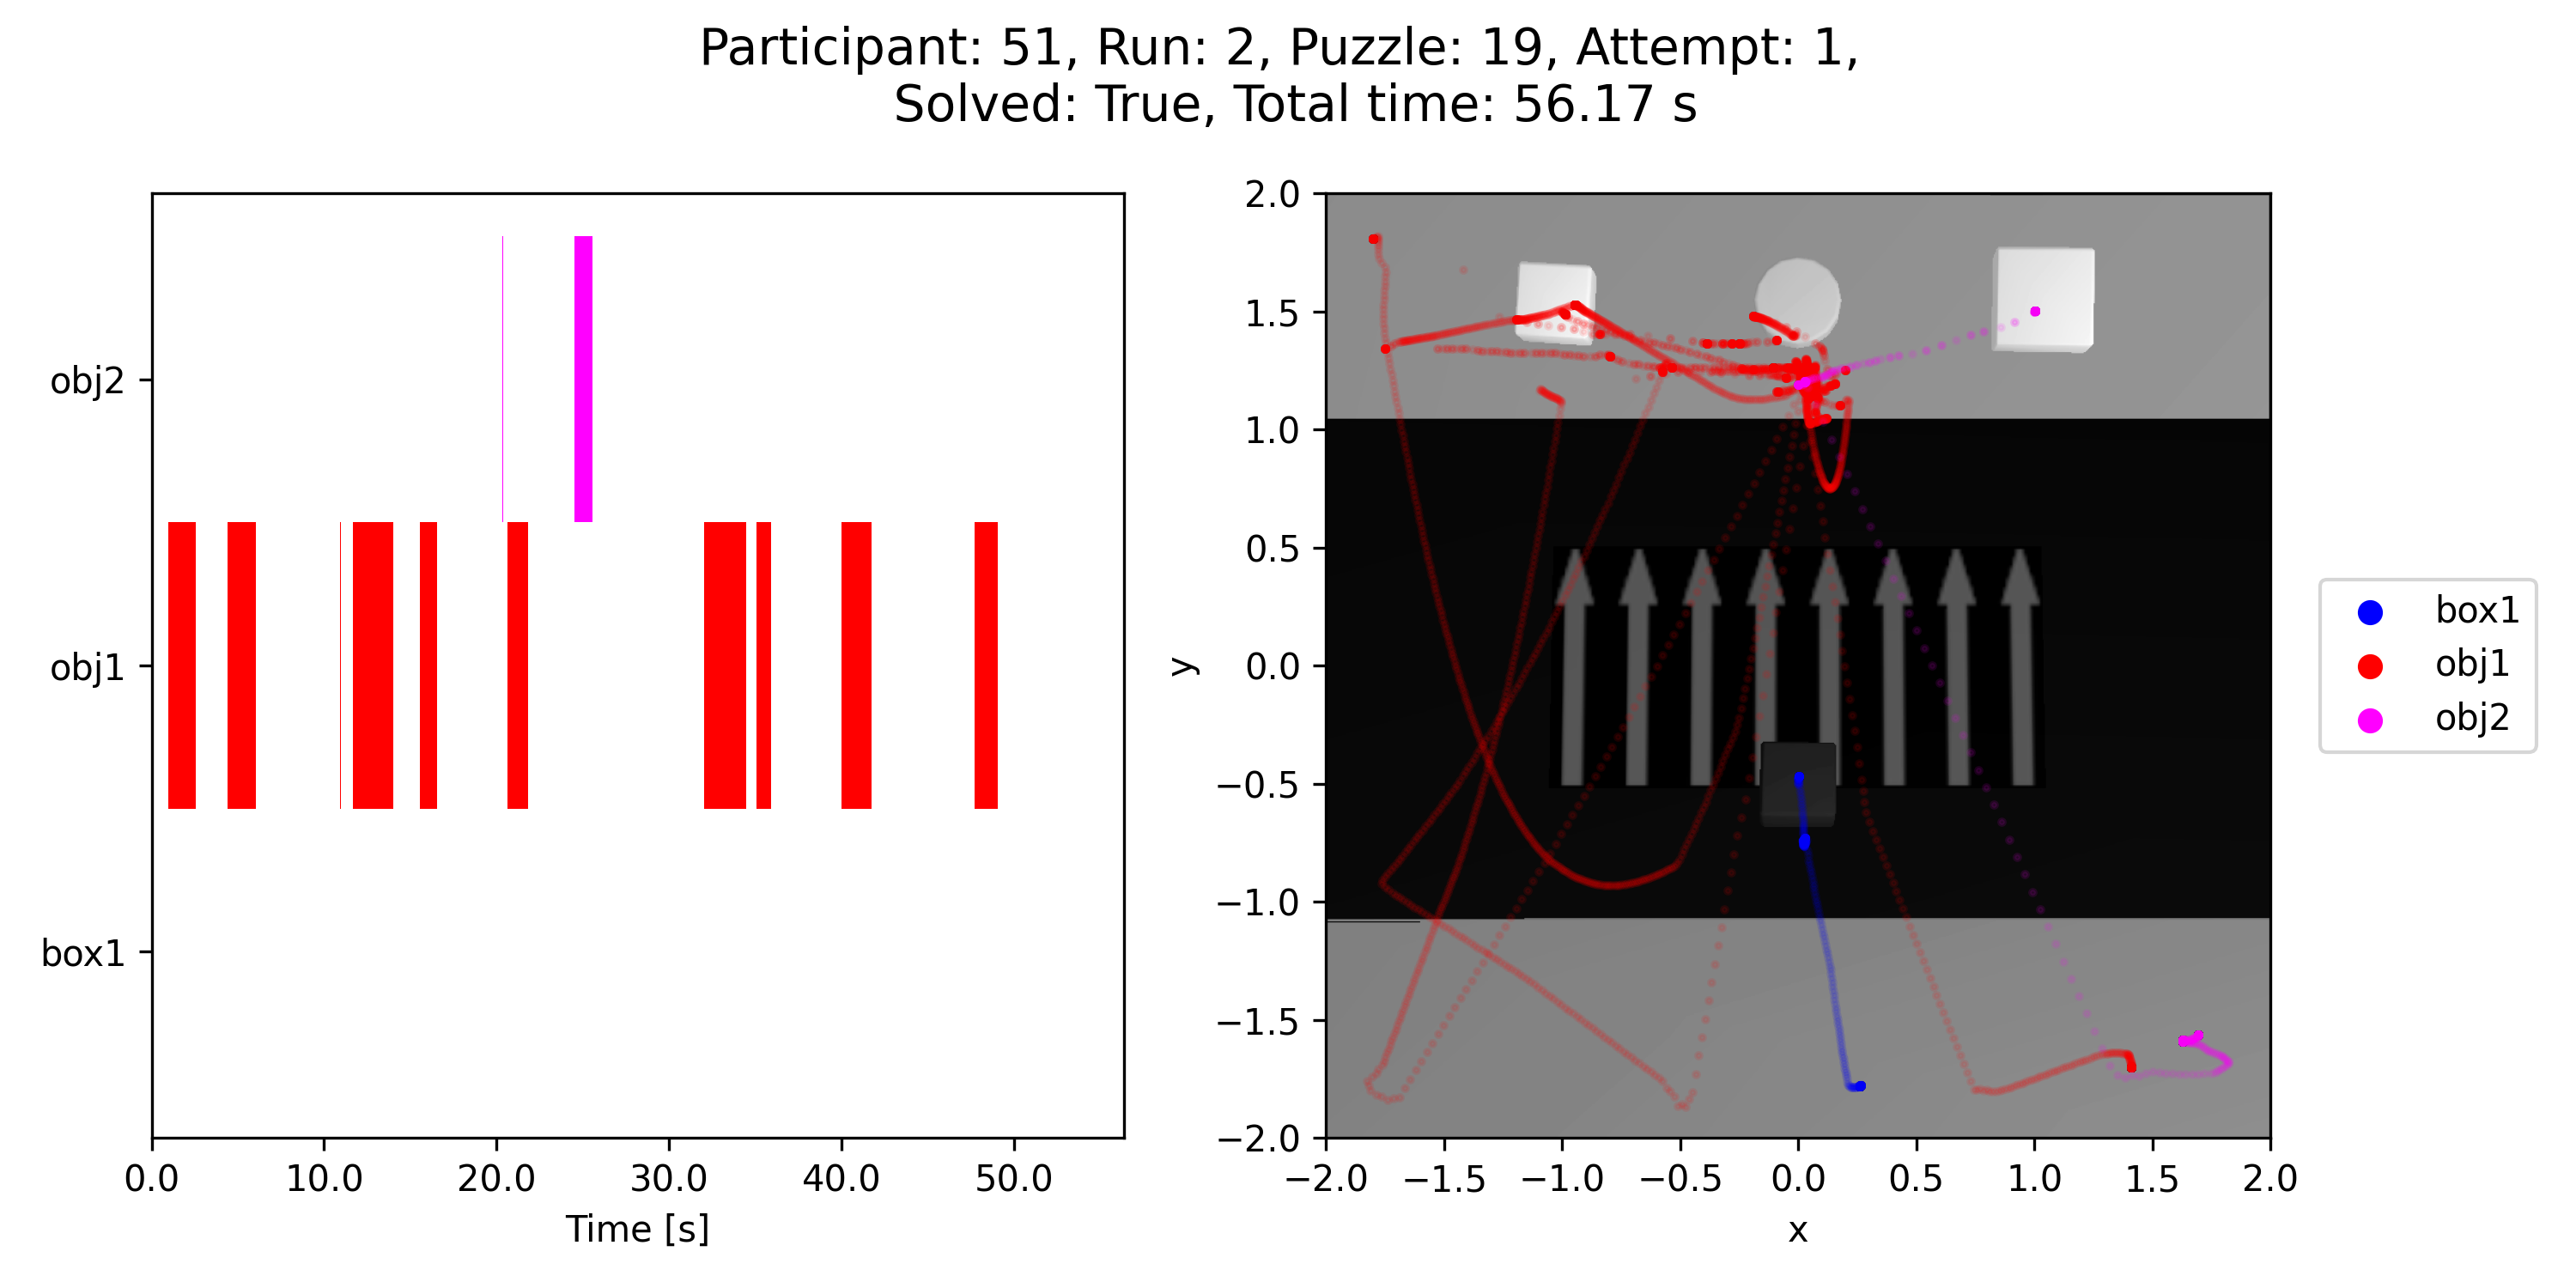 Participant: 51, Run: 2, Puzzle: 19, Attempt: 1,
Solved: True, Total time: 56.17 s
obj2
obj1
box1
0.0 10.0 20.0 30.0 40.0 50.0
Time [s]
2.0
1.5
1.0
0.5
0.0
−0.5
−1.0
−1.5
−2.0
y
−2.0 −1.5 −1.0 −0.5 0.0 0.5 1.0 1.5 2.0
x
box1
obj1
obj2